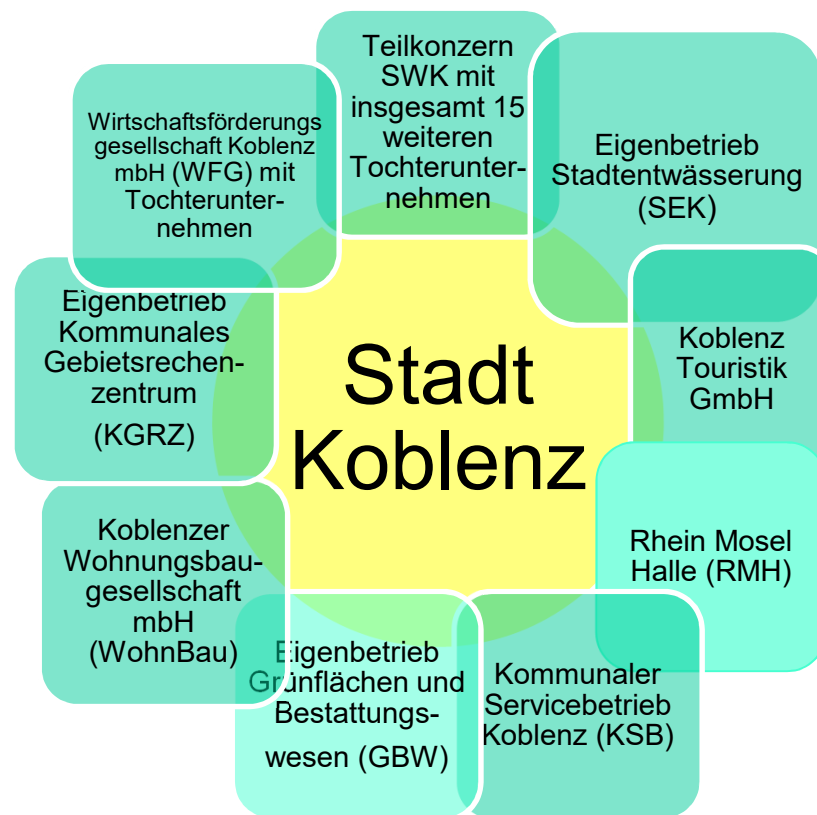 Teilkonzern
SWK mit
insgesamt 15
weiteren
Tochterunter-
nehmen
Eigenbetrieb
Stadtentwässerung
(SEK)
Koblenz
Touristik
GmbH
Rhein Mosel
Halle (RMH)
Kommunaler
Servicebetrieb
Koblenz (KSB)
Eigenbetrieb
Grünflächen und
Bestattungs-
wesen (GBW)
Koblenzer
Wohnungsbau-
gesellschaft
mbH
(WohnBau)
Eigenbetrieb
Kommunales
Gebietsrechen-
zentrum
(KGRZ)
Wirtschaftsförderungs
gesellschaft Koblenz
mbH (WFG) mit
Tochterunter-
nehmen
Stadt
Koblenz